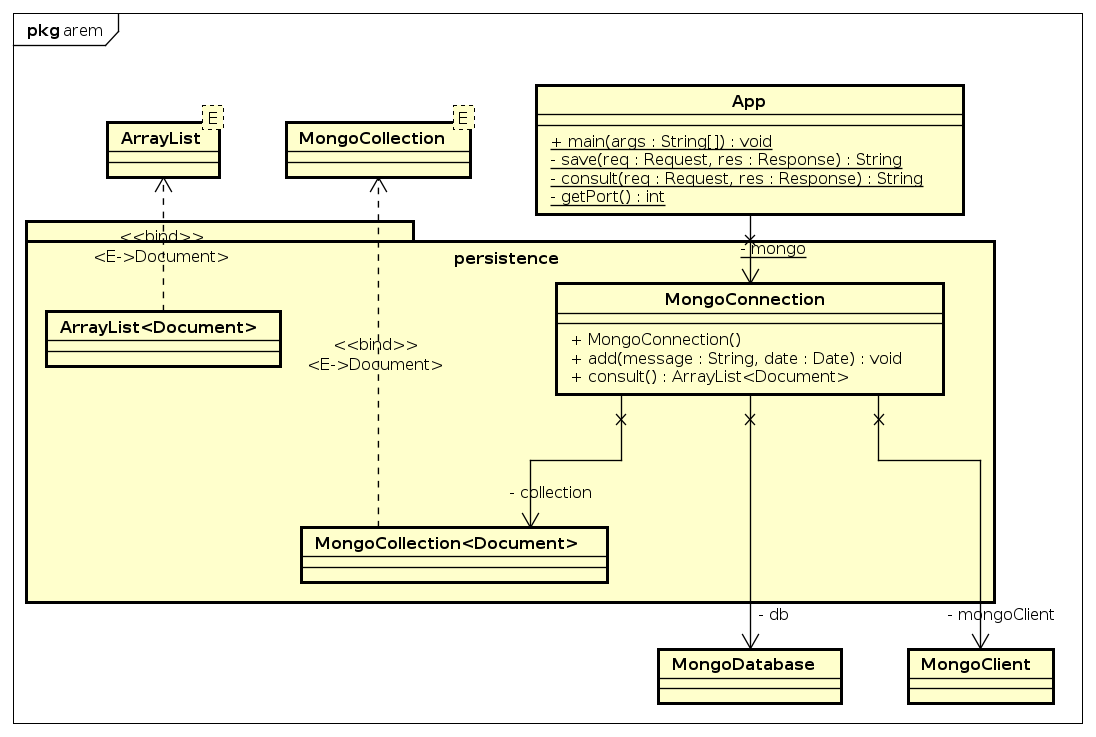 pkg arem
E
ArrayList
E
MongoCollection
App
+ main(args : String[]) : void
- save(req : Request, res : Response) : String
- consult(req : Request, res : Response) : String
- getPort() : int
<<bind>>
<E->Document>
- mongo
persistence
MongoConnection
+ MongoConnection()
+ add(message : String, date : Date) : void
+ consult() : ArrayList<Document>
ArrayList<Document>
<<bind>>
<E->Document>
- collection
MongoCollection<Document>
- db
- mongoClient
MongoDatabase
MongoClient